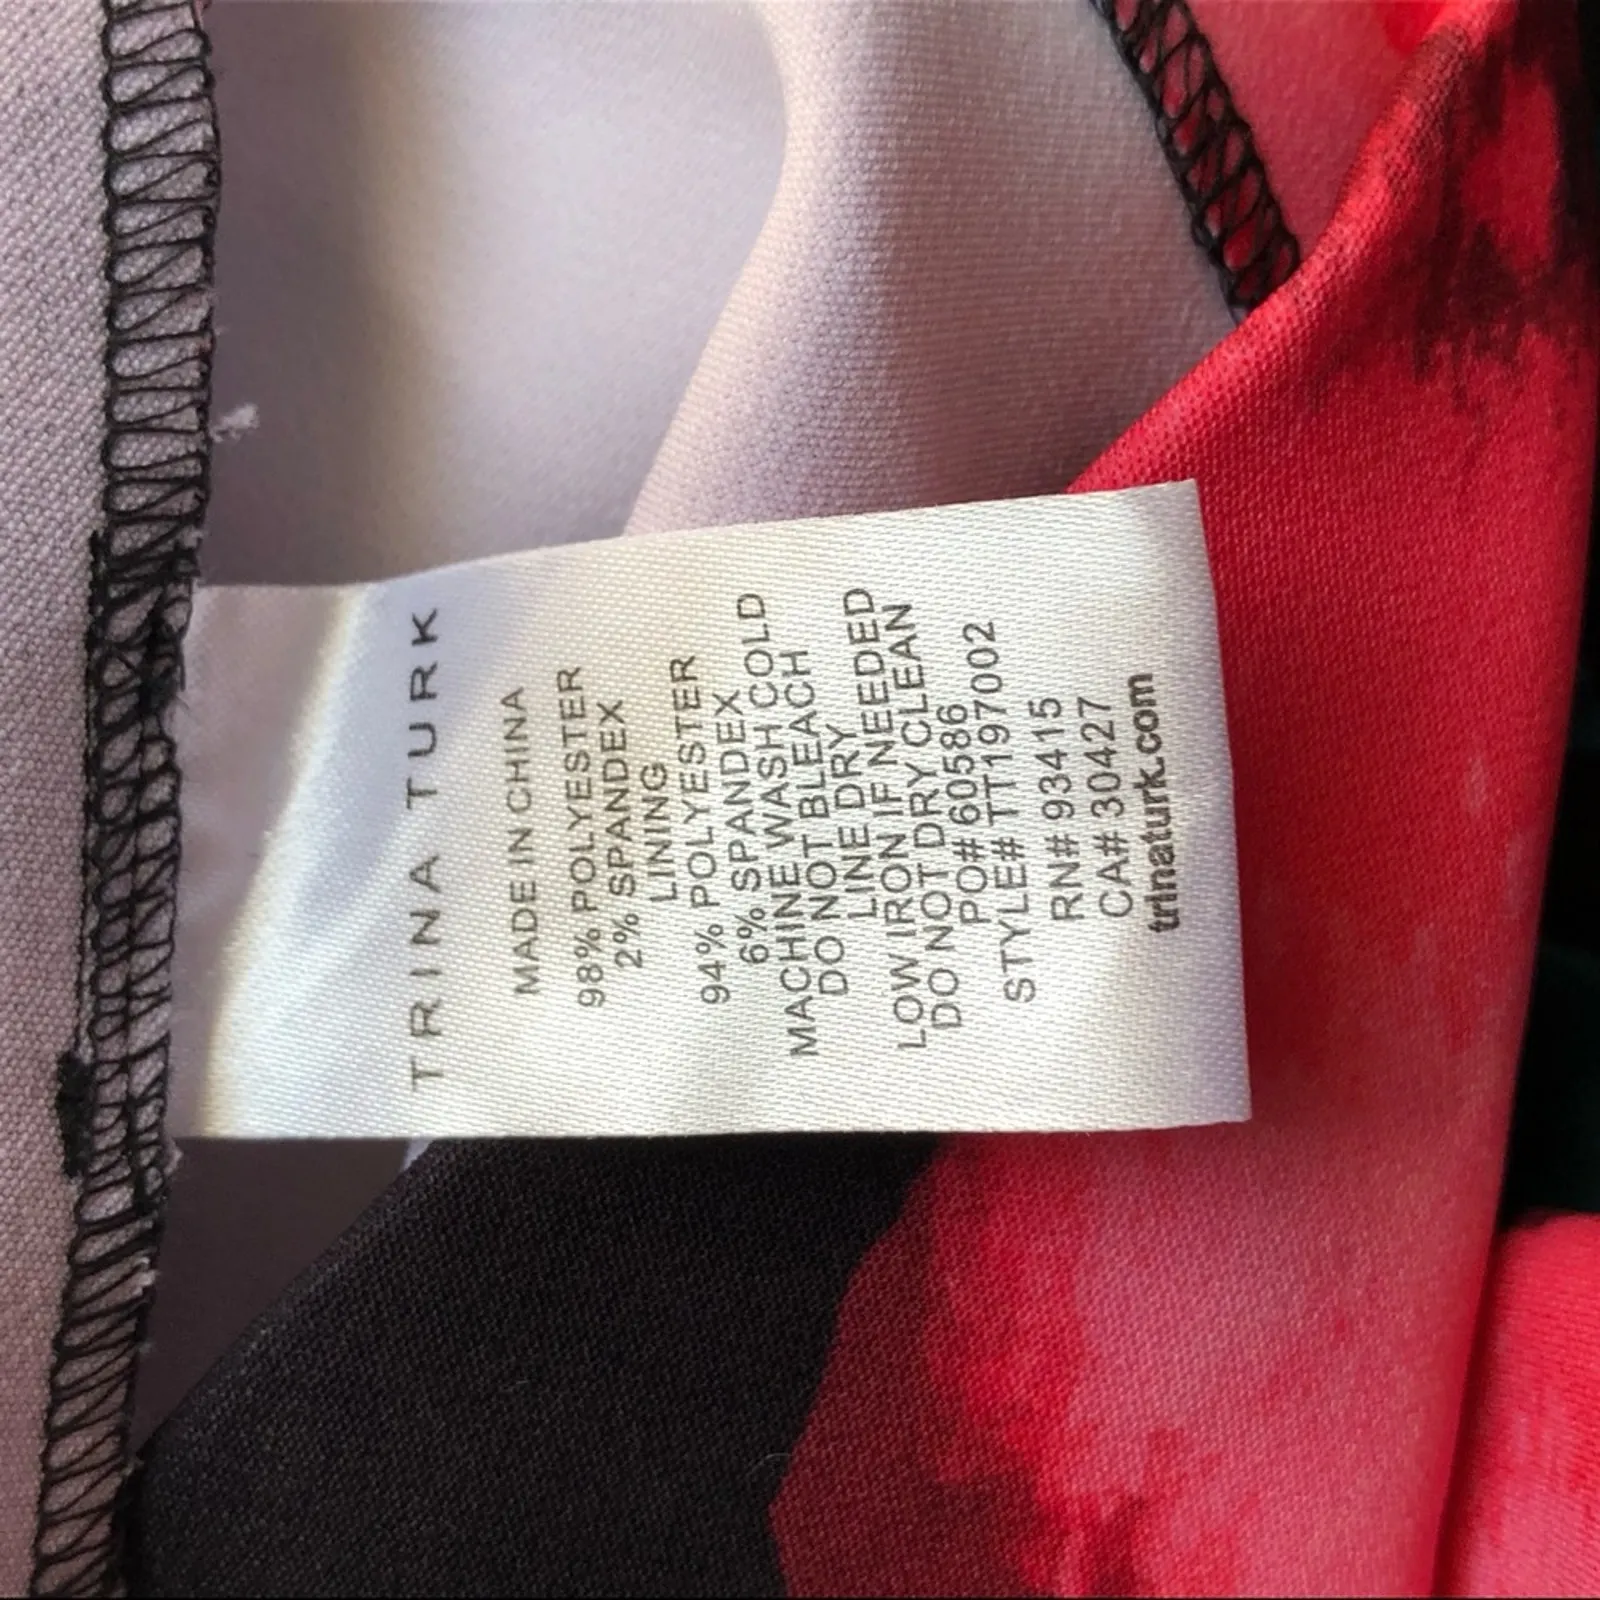 TRINA TURK
MADE IN CHINA
98% POLYESTER
2% SPANDEX
LINING
94% POLYESTER
6% SPANDEX
MACHINE WASH COLD
DO NOT BLEACH
LINE DRY
LOW IRON IF NEEDED
DO NOT DRY CLEAN
PO# 60586
STYLE# TT197002
RN# 93415
CA# 30427
trinaturk.com